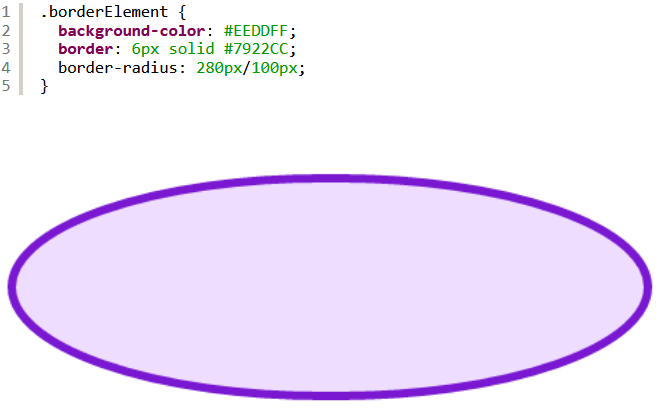 1 .borderElement {
2 background-color: #EEDDFF;
3 border: 6px solid #7922CC;
4 border-radius: 280px/100px;
5 }